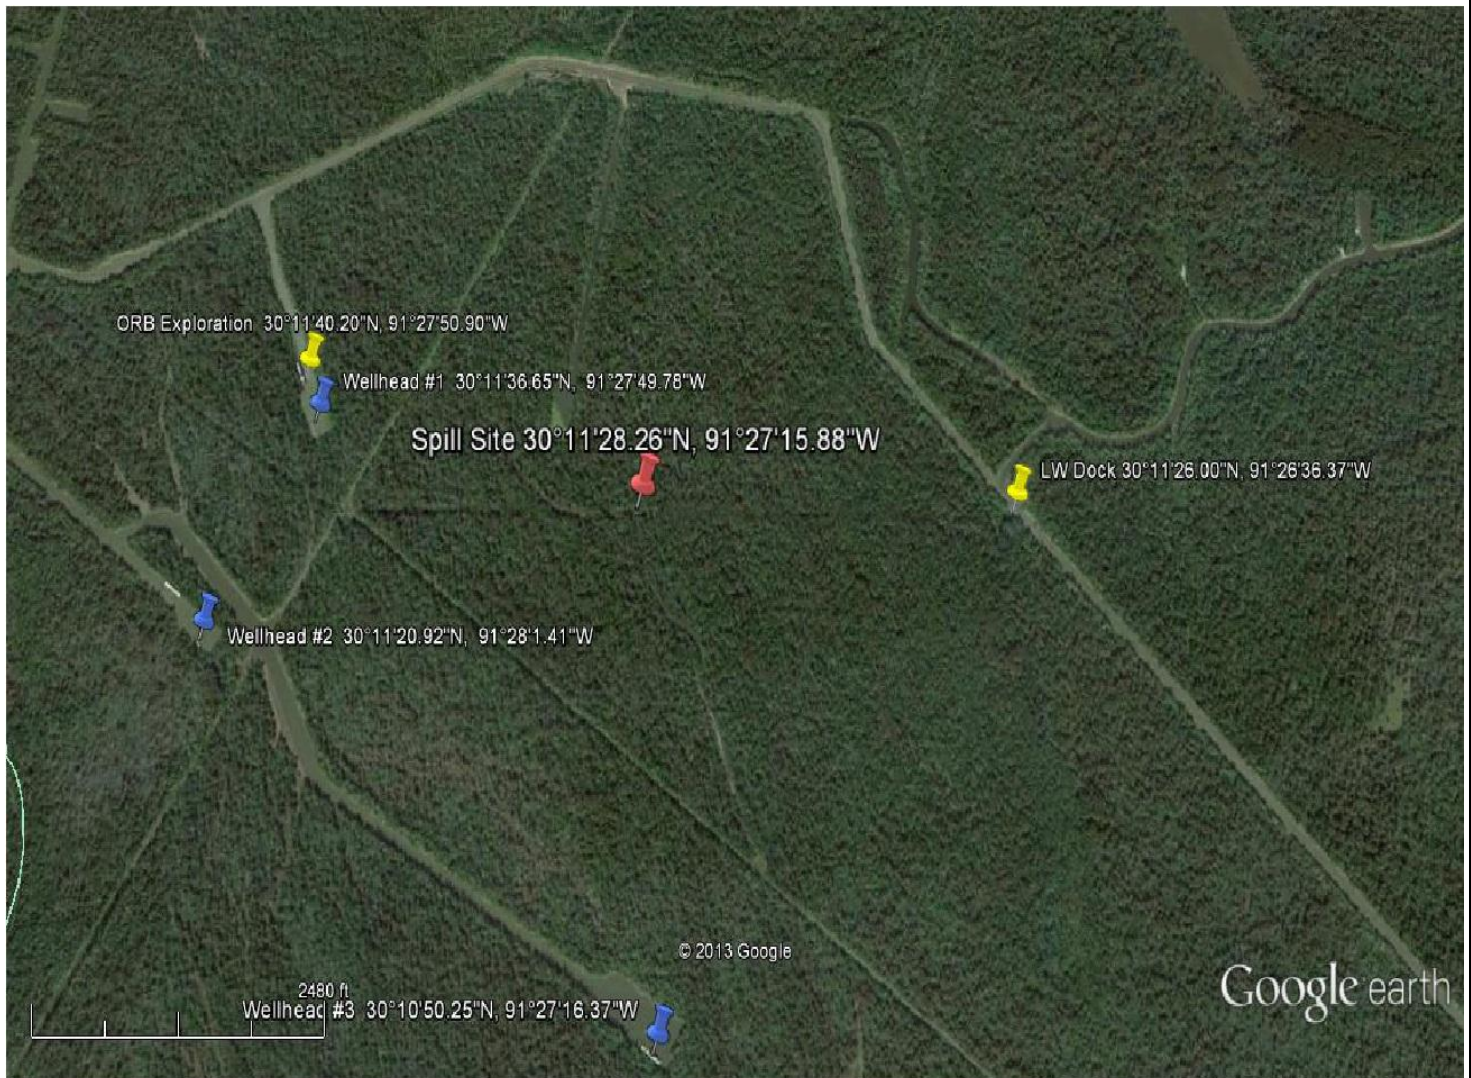 ORB Exploration 30°11'40.20"N, 91°27'50.90"W
Wellhead #1 30°11'36.65"N, 91°27'49.78"W
Spill Site 30°11'28.26"N, 91°27'15.88"W
LW Dock 30°11'26.00"N, 91°26'36.37"W
Wellhead #2 30°11'20.92"N, 91°28'1.41"W
© 2013 Google
Google earth
2480 ft
Wellhead #3 30°10'50.25"N, 91°27'16.37"W